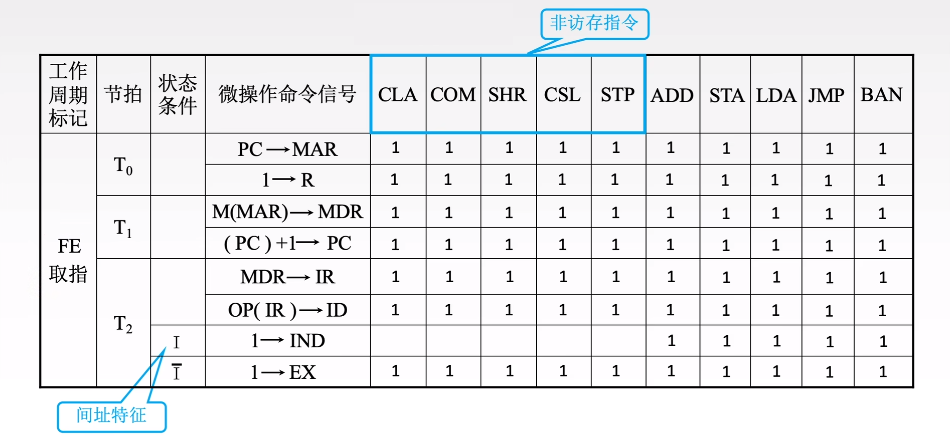 非访存指令
工作周期标记 节拍 状态条件 微操作命令信号 CLA COM SHR CSL STP ADD STA LDA JMP BAN
FE 取指 T0 PC→MAR 1 1 1 1 1 1 1 1 1 1
1→R 1 1 1 1 1 1 1 1 1 1
T1 M(MAR)→MDR 1 1 1 1 1 1 1 1 1 1
(PC)+1→PC 1 1 1 1 1 1 1 1 1 1
T2 MDR→IR 1 1 1 1 1 1 1 1 1 1
OP(IR)→ID 1 1 1 1 1 1 1 1 1 1
I 1→IND 1 1 1 1 1
Ī 1→EX 1 1 1 1 1 1 1 1 1 1
间址特征